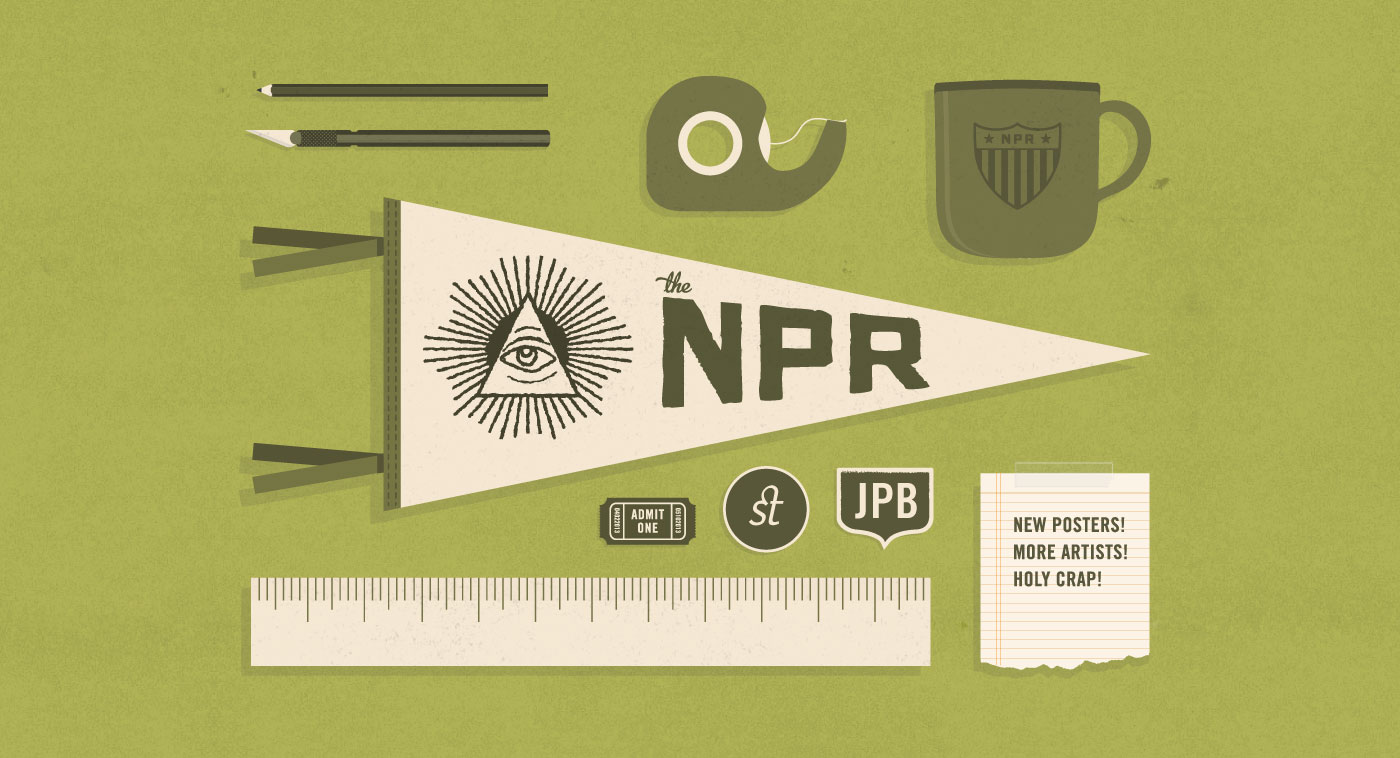 NPR
the
NPR
ADMIT
ONE
st
JPB
NEW POSTERS!
MORE ARTISTS!
HOLY CRAP!